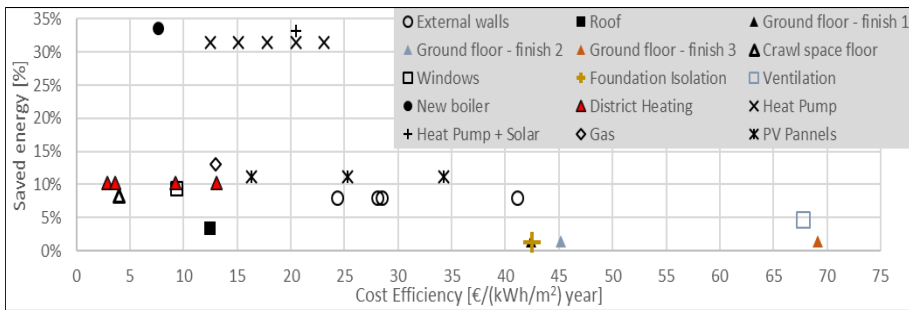 Saved energy [%]
35%
30%
25%
20%
15%
10%
5%
0%
External walls Roof Ground floor - finish 1
Ground floor - finish 2 Ground floor - finish 3 Crawl space floor
Windows Foundation Isolation Ventilation
New boiler District Heating Heat Pump
Heat Pump + Solar Gas PV Pannels
0 5 10 15 20 25 30 35 40 45 50 55 60 65 70 75
Cost Efficiency [€/(kWh/m²) year]